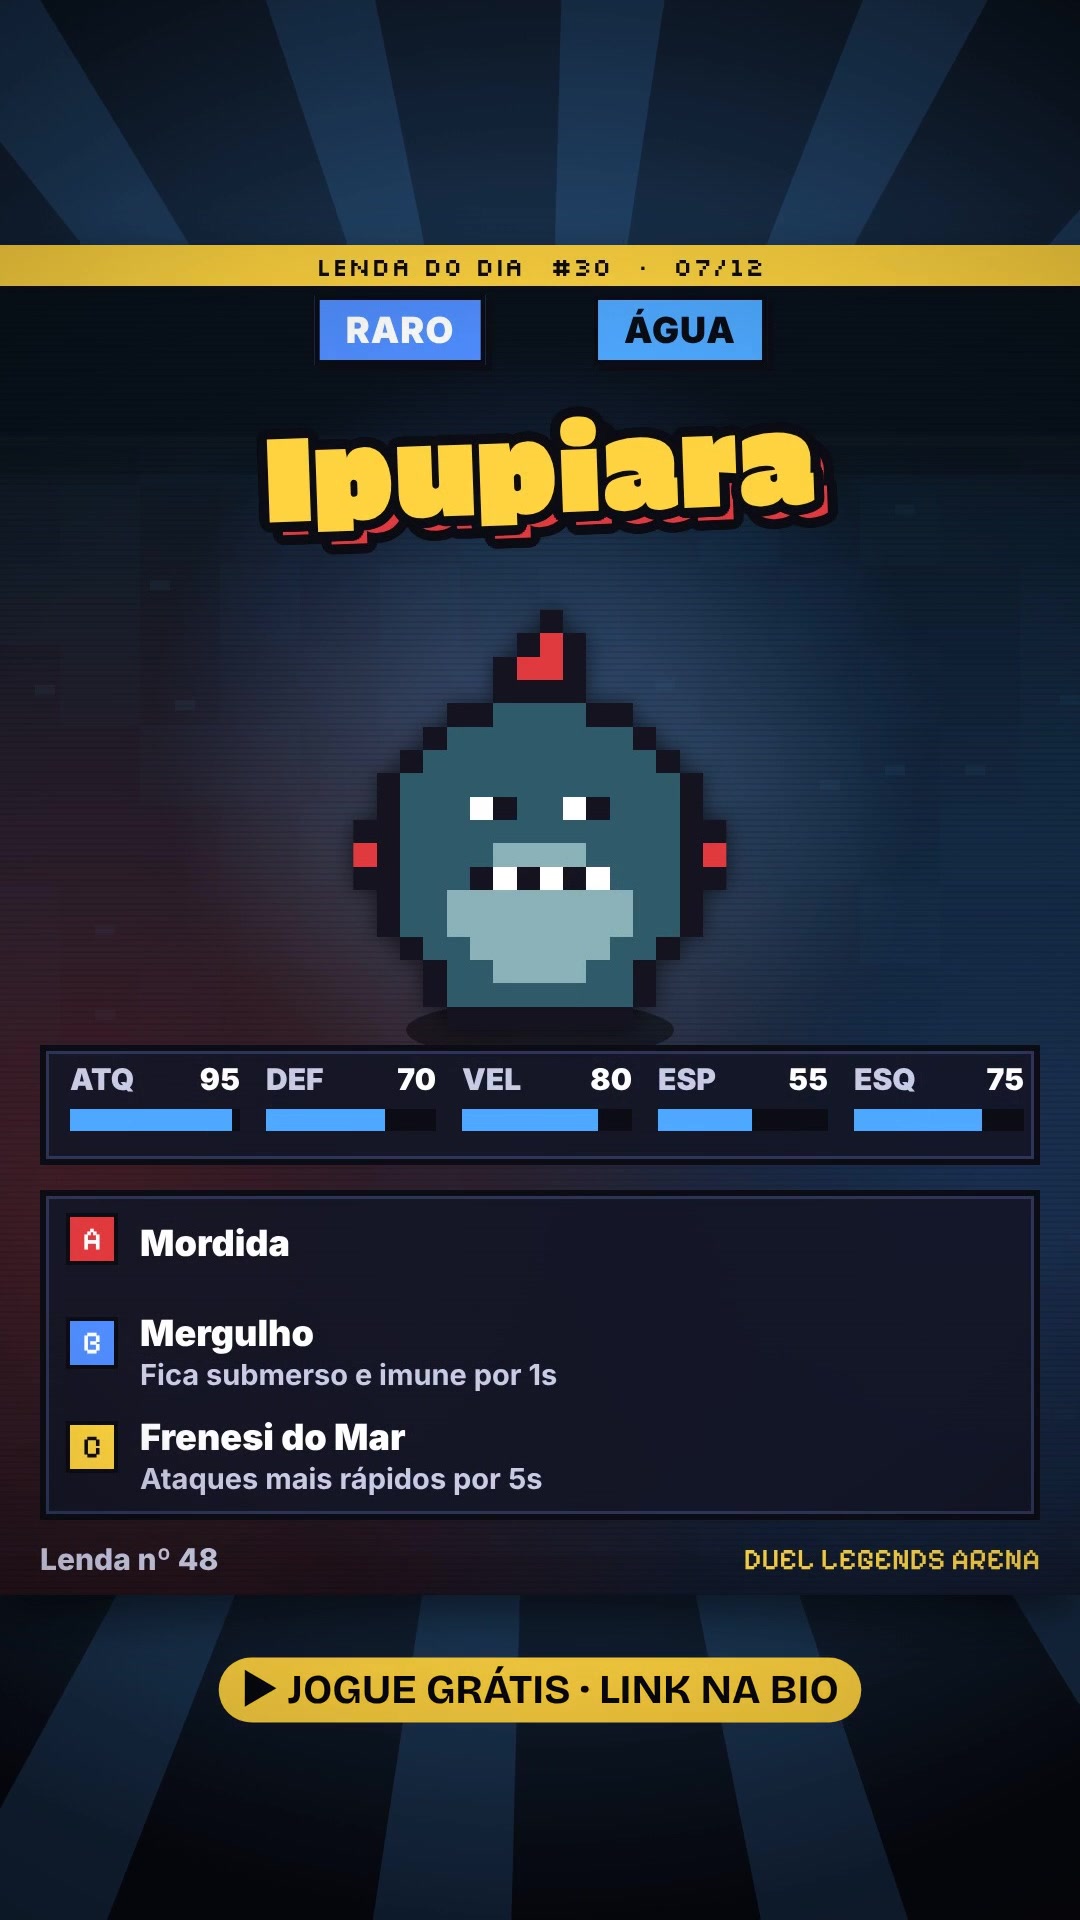 LENDA DO DIA #30 · 07/12
RARO
ÁGUA
Ipupiara
ATQ 95 DEF 70 VEL 80 ESP 55 ESQ 75
A Mordida
B Mergulho
Fica submerso e imune por 1s
C Frenesi do Mar
Ataques mais rápidos por 5s
Lenda nº 48
DUEL LEGENDS ARENA
▶ JOGUE GRÁTIS · LINK NA BIO